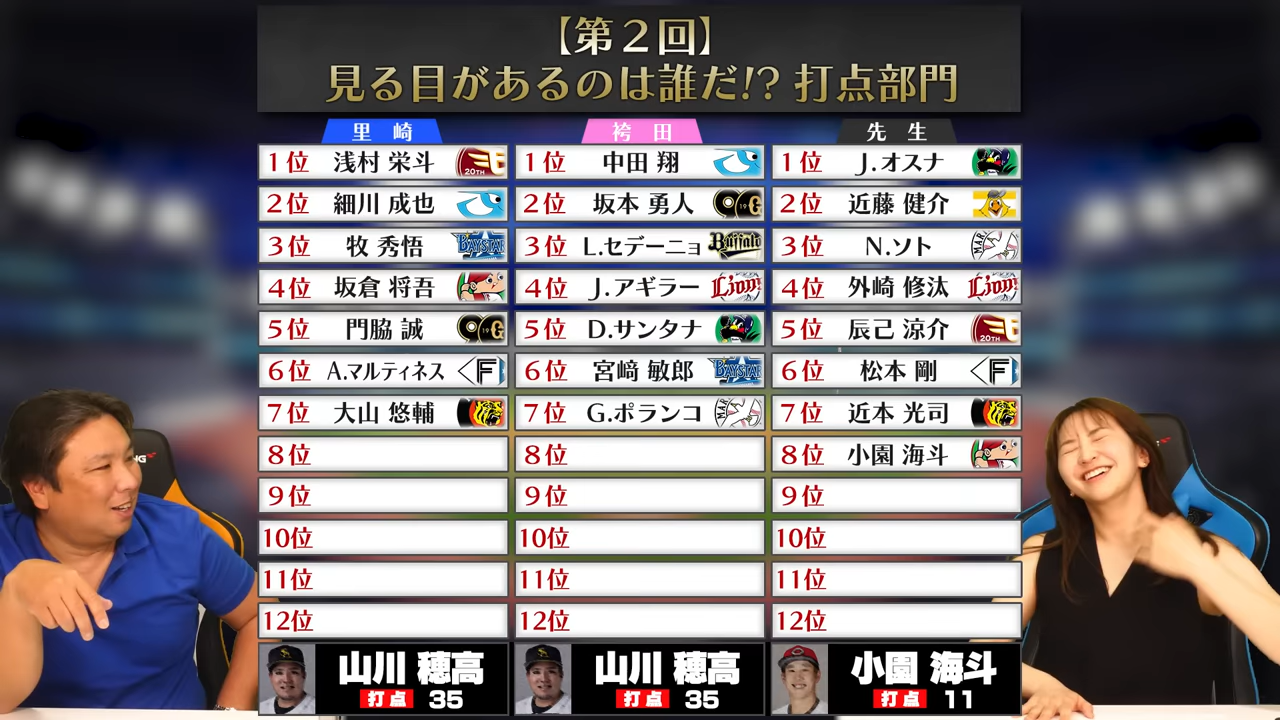 【第2回】
見る目があるのは誰だ!? 打点部門
里崎
1位 浅村 栄斗
2位 細川 成也
3位 牧 秀悟
4位 坂倉 将吾
5位 門脇 誠
6位 A.マルティネス
7位 大山 悠輔
8位
9位
10位
11位
12位
山川 穂高
打点 35
袴田
1位 中田 翔
2位 坂本 勇人
3位 L.セデーニョ
4位 J.アギラー
5位 D.サンタナ
6位 宮﨑 敏郎
7位 G.ポランコ
8位
9位
10位
11位
12位
山川 穂高
打点 35
先生
1位 J.オスナ
2位 近藤 健介
3位 N.ソト
4位 外崎 修汰
5位 辰己 涼介
6位 松本 剛
7位 近本 光司
8位 小園 海斗
9位
10位
11位
12位
小園 海斗
打点 11